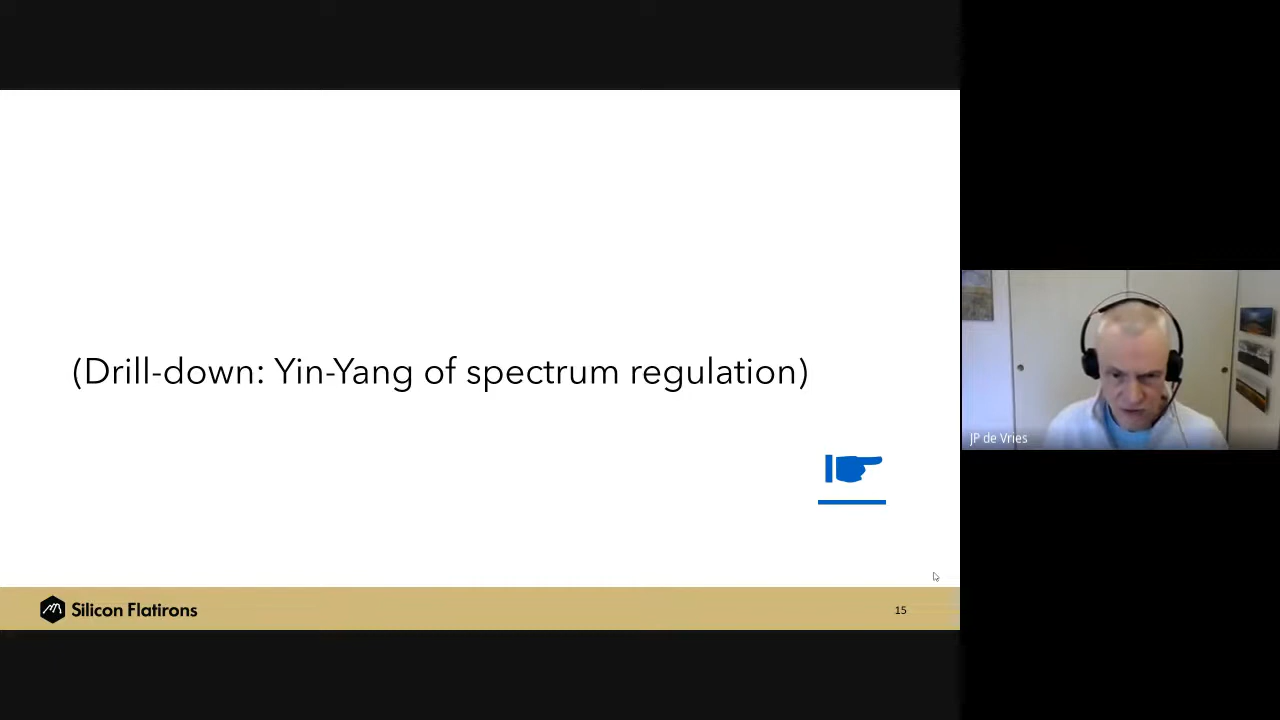 (Drill-down: Yin-Yang of spectrum regulation)
JP de Vries
Silicon Flatirons
15